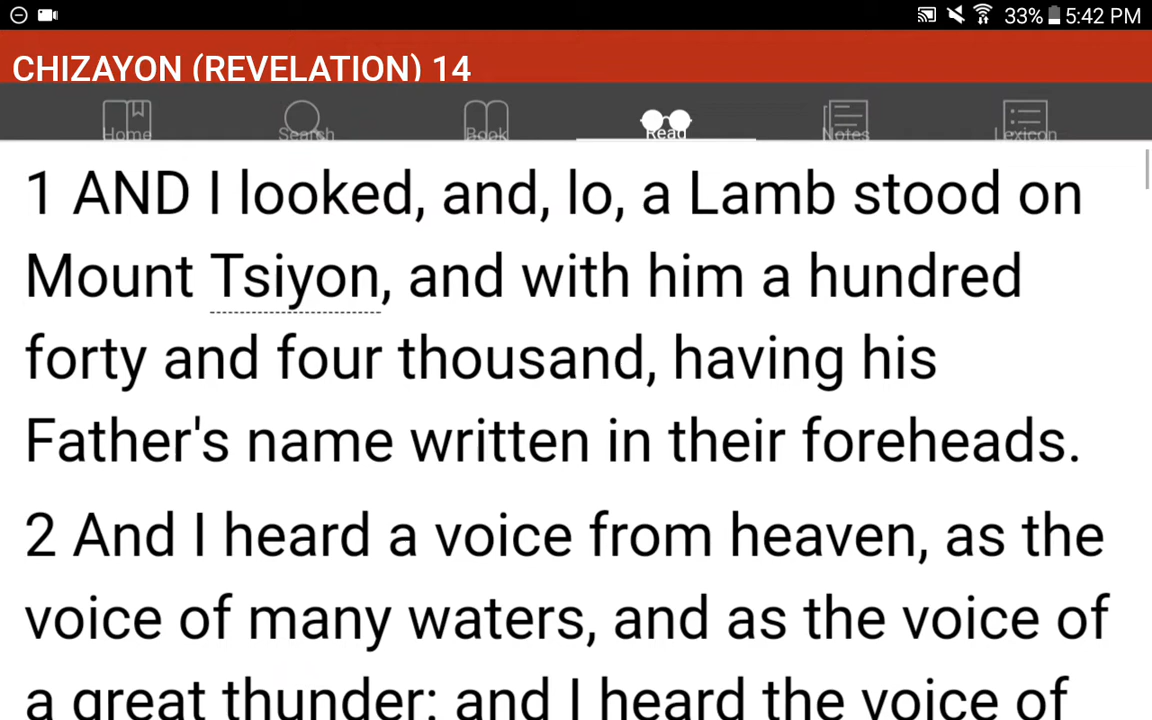 33% 5:42 PM
CHIZAYON (REVELATION) 14
Home Search Book Read Notes Lexicon
1 AND I looked, and, lo, a Lamb stood on
Mount Tsiyon, and with him a hundred
forty and four thousand, having his
Father's name written in their foreheads.
2 And I heard a voice from heaven, as the
voice of many waters, and as the voice of
a great thunder: and I heard the voice of